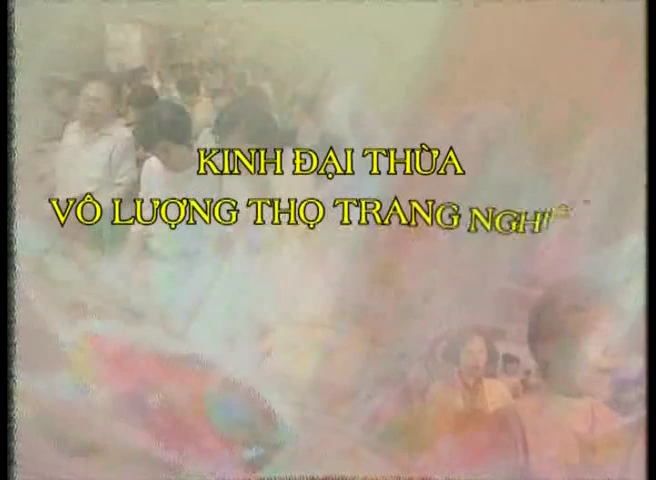 KINH ĐẠI THỪA
VÔ LƯỢNG THỌ TRANG